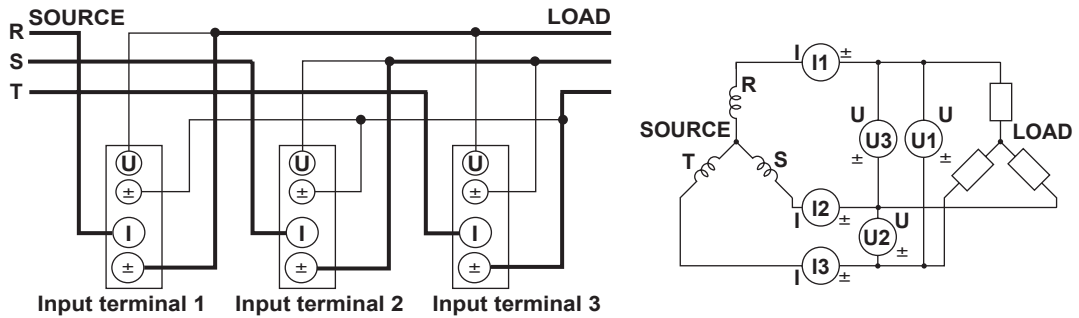 SOURCE LOAD
R
S
T
U U U
± ± ±
I I I
± ± ±
Input terminal 1 Input terminal 2 Input terminal 3
I I1 ±
R
U U
SOURCE U3 U1 LOAD
T S ± ±
I I2 ± U
U2 ±
I I3 ±